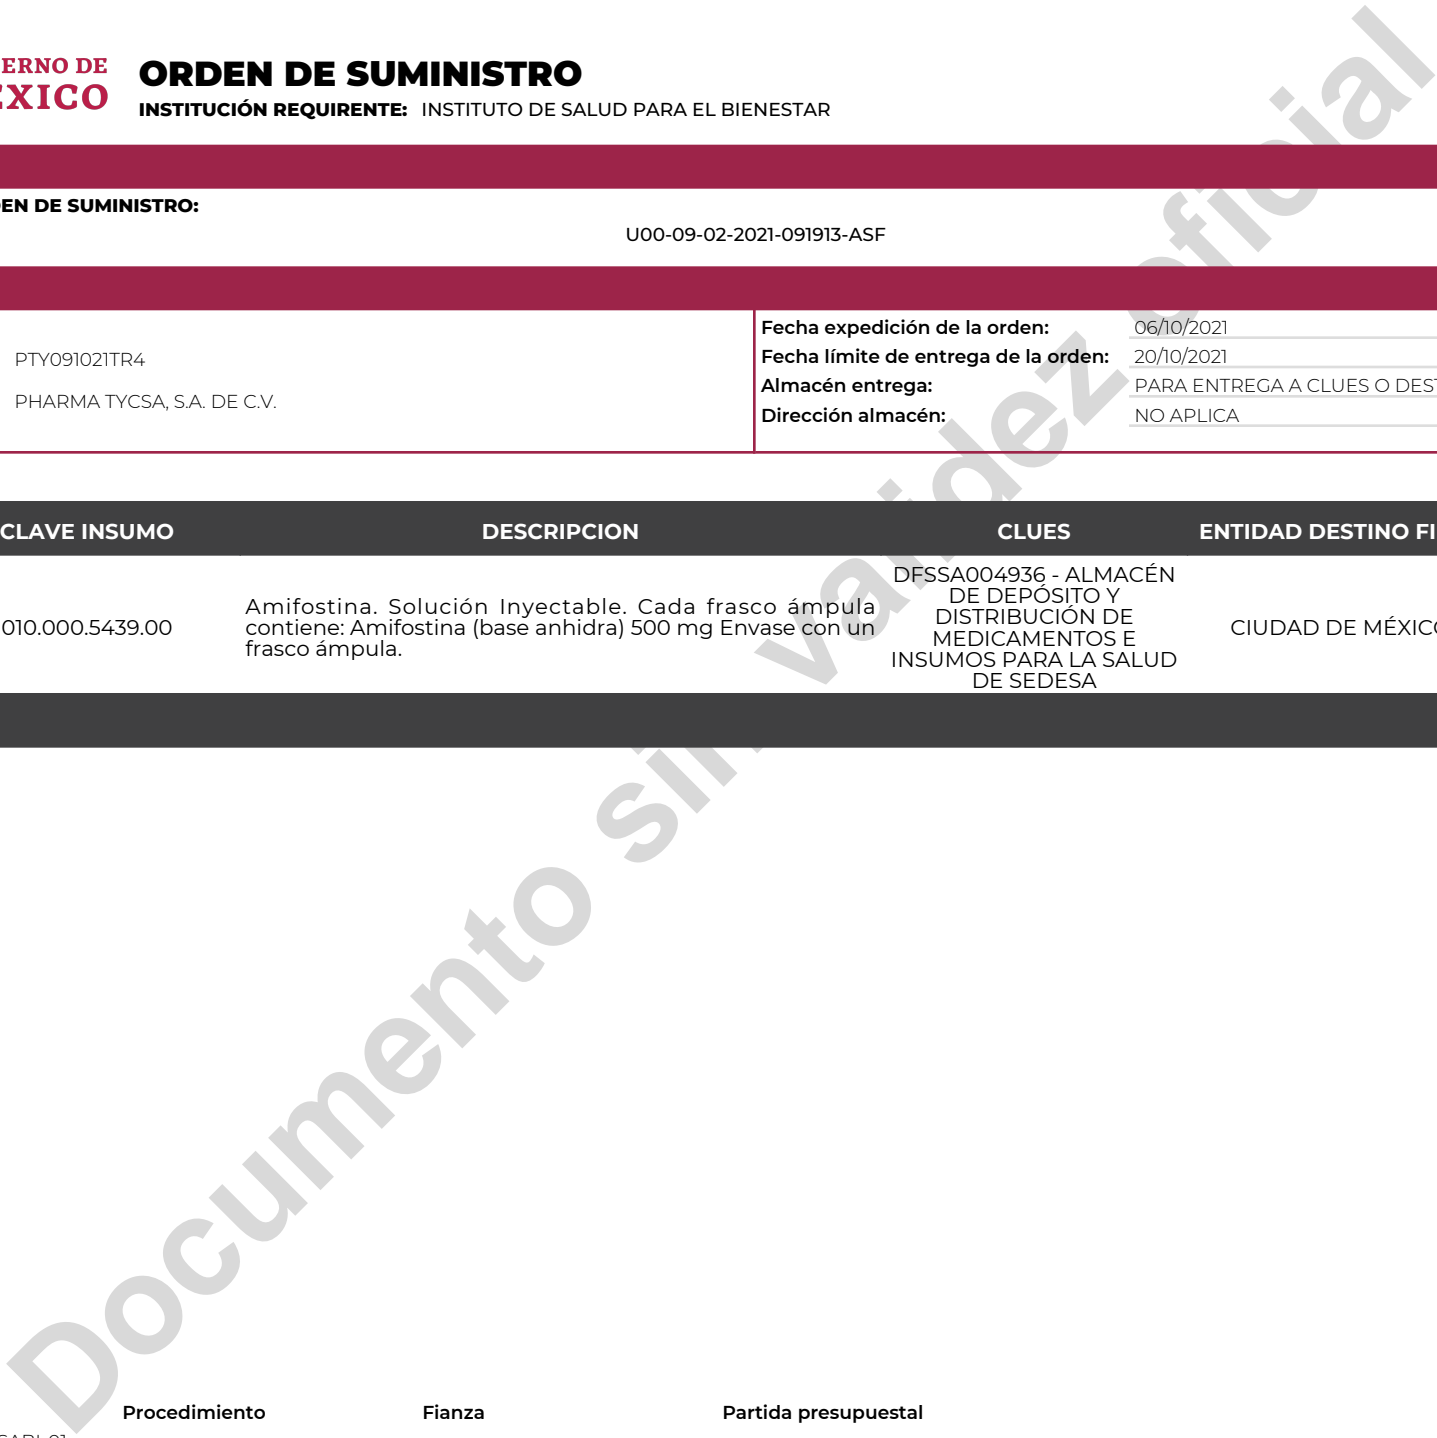 ERNO DE
ÉXICO
ORDEN DE SUMINISTRO
INSTITUCIÓN REQUIRENTE: INSTITUTO DE SALUD PARA EL BIENESTAR
EN DE SUMINISTRO:
U00-09-02-2021-091913-ASF
PTY091021TR4
PHARMA TYCSA, S.A. DE C.V.
Fecha expedición de la orden: 06/10/2021
Fecha límite de entrega de la orden: 20/10/2021
Almacén entrega: PARA ENTREGA A CLUES O DEST
Dirección almacén: NO APLICA
CLAVE INSUMO DESCRIPCION CLUES ENTIDAD DESTINO FI
010.000.5439.00
Amifostina. Solución Inyectable. Cada frasco ámpula
contiene: Amifostina (base anhidra) 500 mg Envase con un
frasco ámpula.
DFSSA004936 - ALMACÉN
DE DEPÓSITO Y
DISTRIBUCIÓN DE
MEDICAMENTOS E
INSUMOS PARA LA SALUD
DE SEDESA
CIUDAD DE MÉXICO
Documento sin validez oficial
Procedimiento Fianza Partida presupuestal